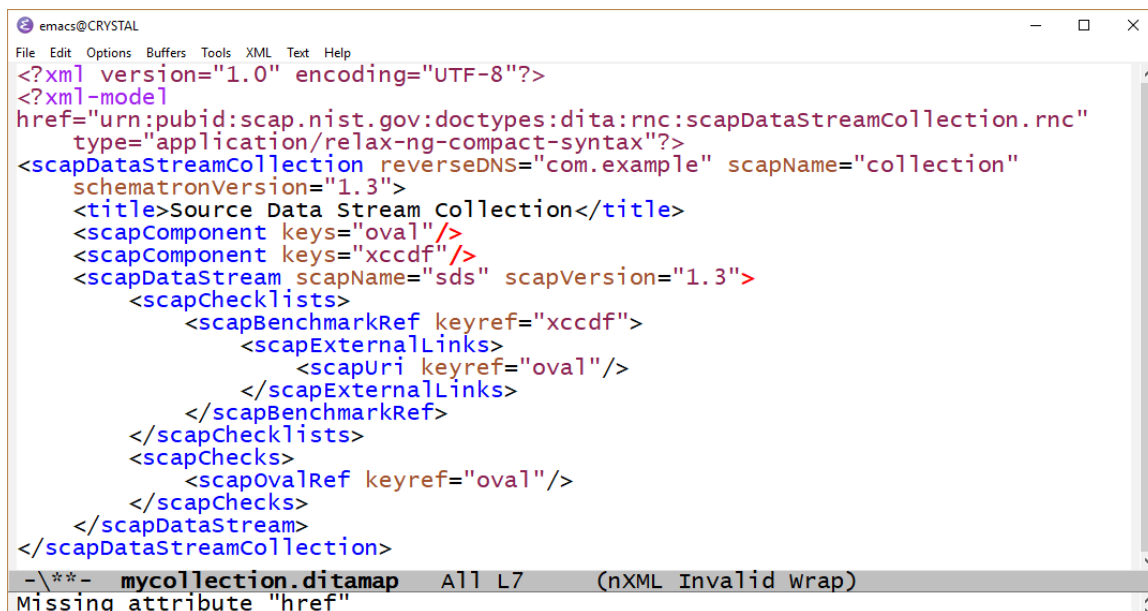 emacs@CRYSTAL
File Edit Options Buffers Tools XML Text Help
<?xml version="1.0" encoding="UTF-8"?>
<?xml-model
href="urn:pubid:scap.nist.gov:doctypes:dita:rnc:scapDataStreamCollection.rnc"
    type="application/relax-ng-compact-syntax"?>
<scapDataStreamCollection reverseDNS="com.example" scapName="collection"
    schematronVersion="1.3">
    <title>Source Data Stream Collection</title>
    <scapComponent keys="oval"/>
    <scapComponent keys="xccdf"/>
    <scapDataStream scapName="sds" scapVersion="1.3">
        <scapChecklists>
            <scapBenchmarkRef keyref="xccdf">
                <scapExternalLinks>
                    <scapUri keyref="oval"/>
                </scapExternalLinks>
            </scapBenchmarkRef>
        </scapChecklists>
        <scapChecks>
            <scapOvalRef keyref="oval"/>
        </scapChecks>
    </scapDataStream>
</scapDataStreamCollection>
-\**-  mycollection.ditamap   All L7     (nXML Invalid Wrap)
Missing attribute "href"